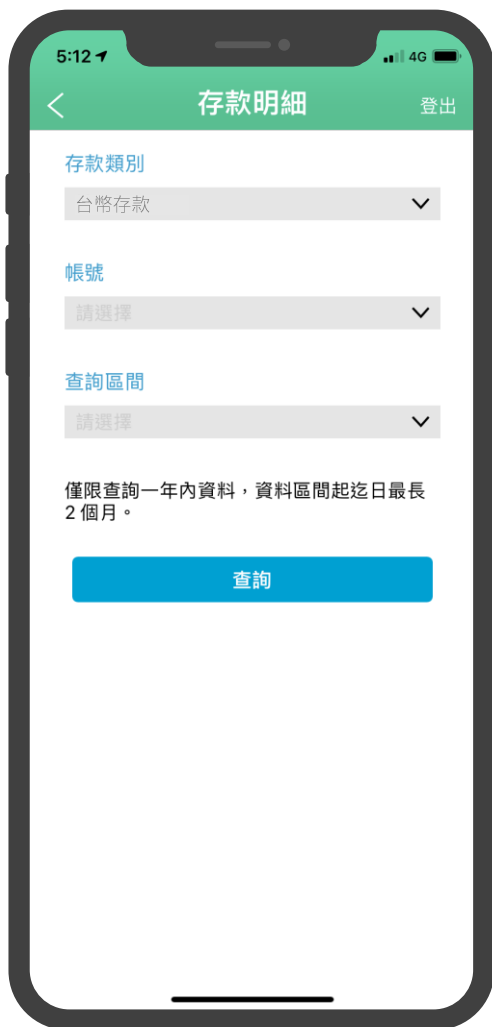 5:12
4G
存款明細
登出
存款類別
台幣存款
帳號
請選擇
查詢區間
請選擇
僅限查詢一年內資料，資料區間起迄日最長
2 個月。
查詢